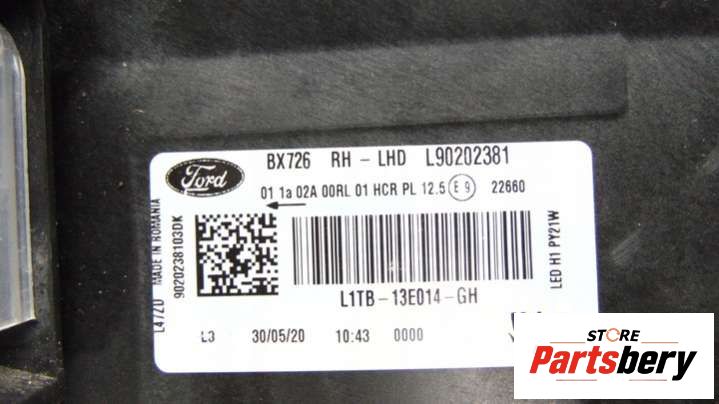 Ford
BX726 RH - LHD L90202381
01 1a 02A 00RL 01 HCR PL 12.5 E 9 22660
L1TB-13E014-GH
L3 30/05/20 10:43 0000
L47ZU MADE IN ROMANIA
9020238103DK
LED H1 PY21W
STORE
Partsbery